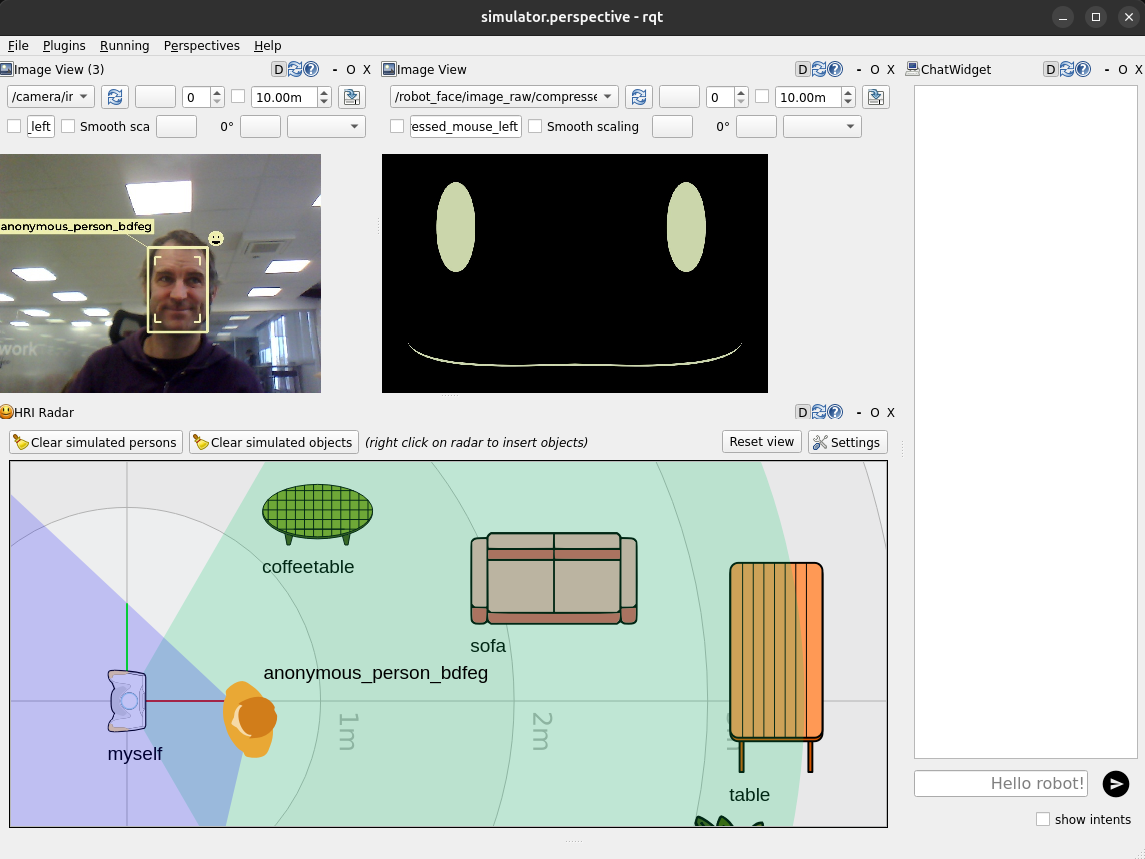 simulator.perspective - rqt
File Plugins Running Perspectives Help
Image View (3) D - O X
Image View D - O X
ChatWidget D - O X
/camera/ir 0 10.00m
/robot_face/image_raw/compresse 0 10.00m
_left Smooth sca 0°
essed_mouse_left Smooth scaling 0°
anonymous_person_bdfeg
work
HRI Radar D - O X
Clear simulated persons Clear simulated objects (right click on radar to insert objects) Reset view Settings
coffeetable
sofa
anonymous_person_bdfeg
1m
2m
myself
table
Hello robot!
show intents